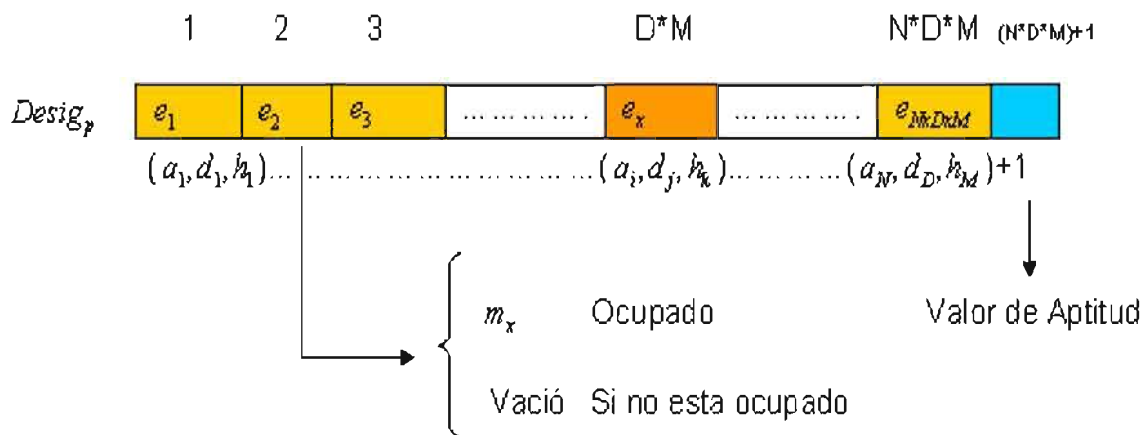 1 2 3 D*M N*D*M (N*D*M)+1
Desig_p e_1 e_2 e_3 ............ e_x ............ e_NxDxM
(a_1, d_1, h_1)..................(a_i, d_j, h_k)............(a_N, d_D, h_M)+1
m_x Ocupado Valor de Aptitud
Vació Si no esta ocupado